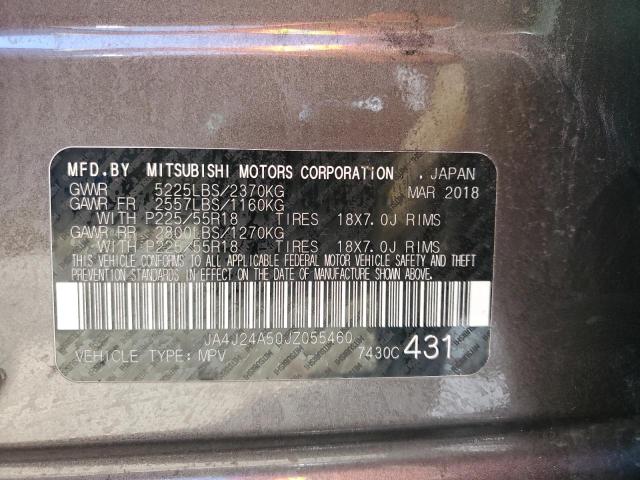 MFD.BY MITSUBISHI MOTORS CORPORATION . JAPAN
GVWR 5225LBS/2370KG MAR 2018
GAWR FR 2557LBS/1160KG
WITH P225/55R18 TIRES 18X7.0J RIMS
GAWR RR 2800LBS/1270KG
WITH P225/55R18 TIRES 18X7.0J RIMS
THIS VEHICLE CONFORMS TO ALL APPLICABLE FEDERAL MOTOR VEHICLE SAFETY AND THEFT
PREVENTION STANDARDS IN EFFECT ON THE DATE OF MANUFACTURE SHOWN ABOVE.
JA4J24A50JZ055460
VEHICLE TYPE: MPV 7430C 431